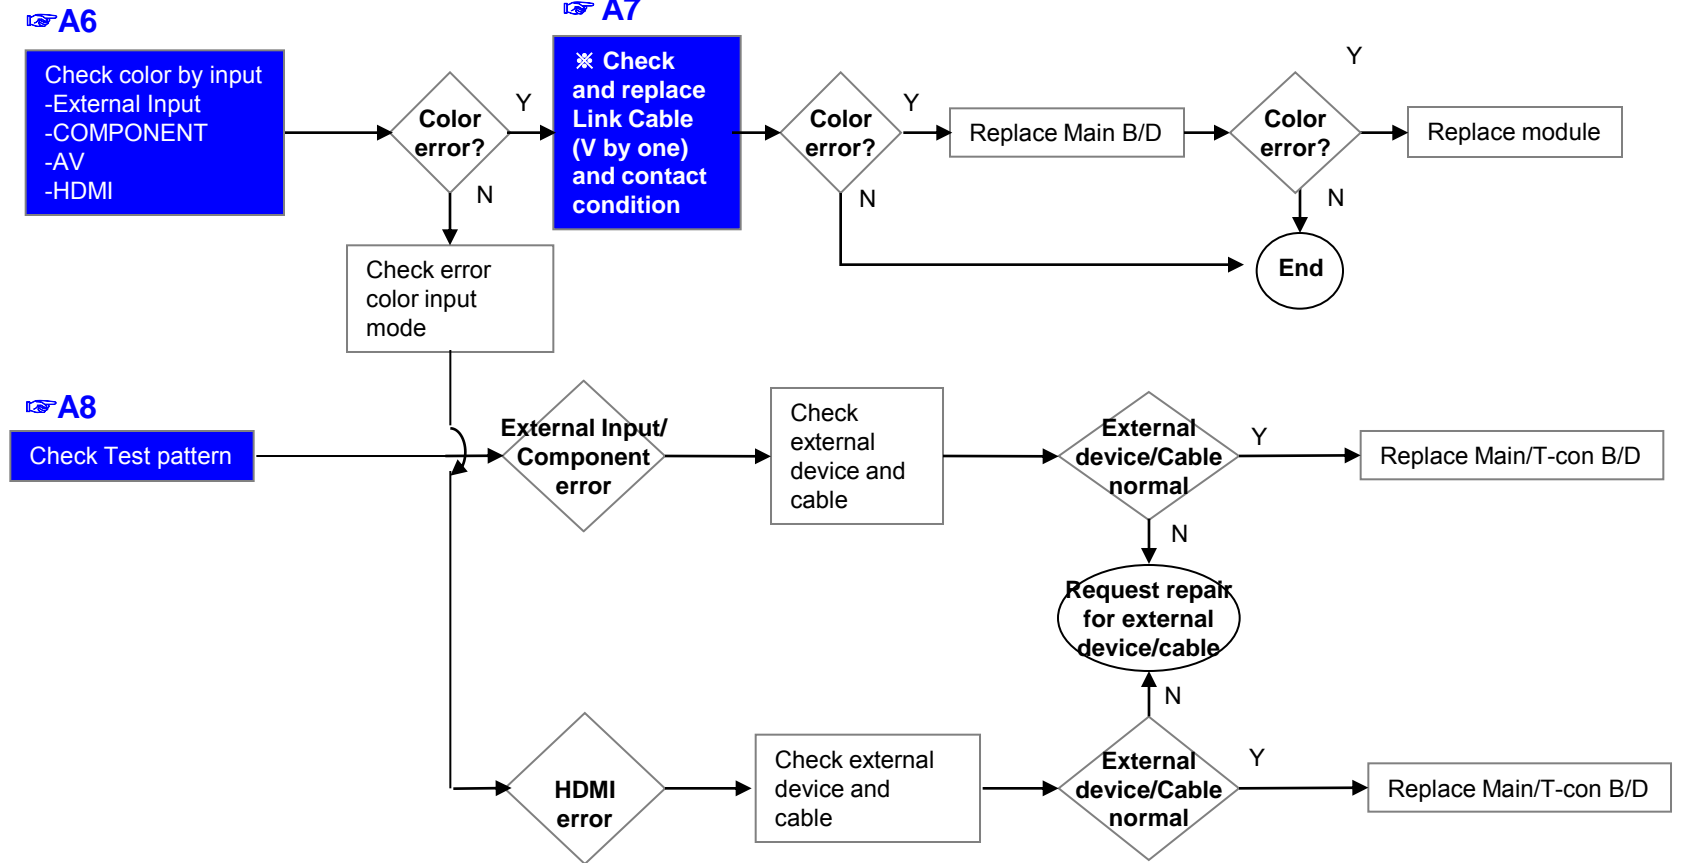 ☞A6
☞ A7
Check color by input
-External Input
-COMPONENT
-AV
-HDMI
Color
error?
Y
N
※ Check
and replace
Link Cable
(V by one)
and contact
condition
Color
error?
Y
N
Replace Main B/D
Color
error?
Y
N
Replace module
End
Check error
color input
mode
☞A8
Check Test pattern
External Input/
Component
error
Check
external
device and
cable
External
device/Cable
normal
Y
N
Replace Main/T-con B/D
Request repair
for external
device/cable
N
HDMI
error
Check external
device and
cable
External
device/Cable
normal
Y
Replace Main/T-con B/D